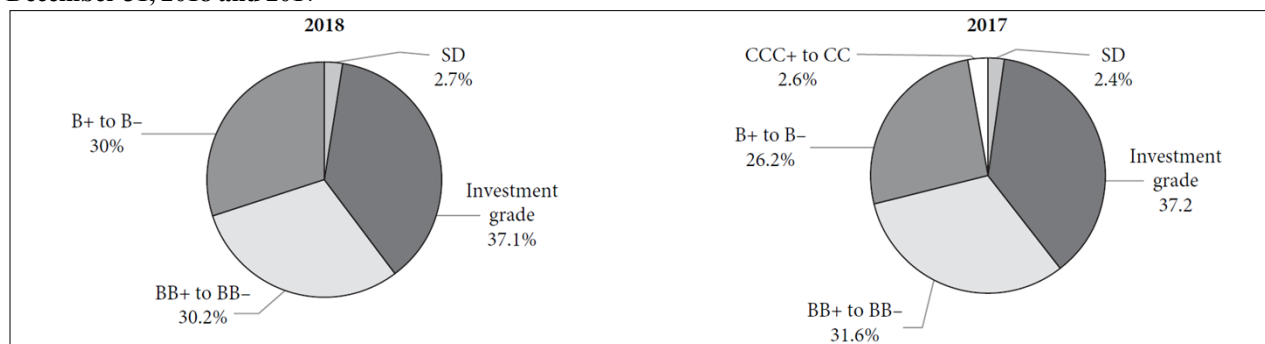 December 31, 2018 and 2017
2018
SD
2.7%
B+ to B–
30%
Investment
grade
37.1%
BB+ to BB–
30.2%
2017
CCC+ to CC
2.6%
SD
2.4%
B+ to B–
26.2%
Investment
grade
37.2
BB+ to BB–
31.6%